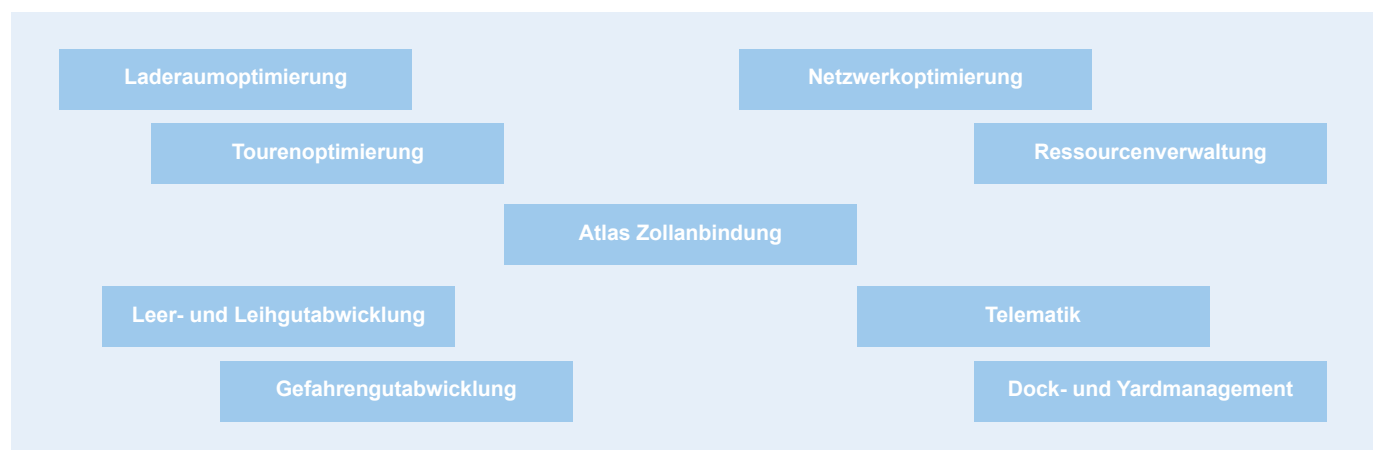 Laderaumoptimierung
Netzwerkoptimierung
Tourenoptimierung
Ressourcenverwaltung
Atlas Zollanbindung
Leer- und Leihgutabwicklung
Telematik
Gefahrengutabwicklung
Dock- und Yardmanagement